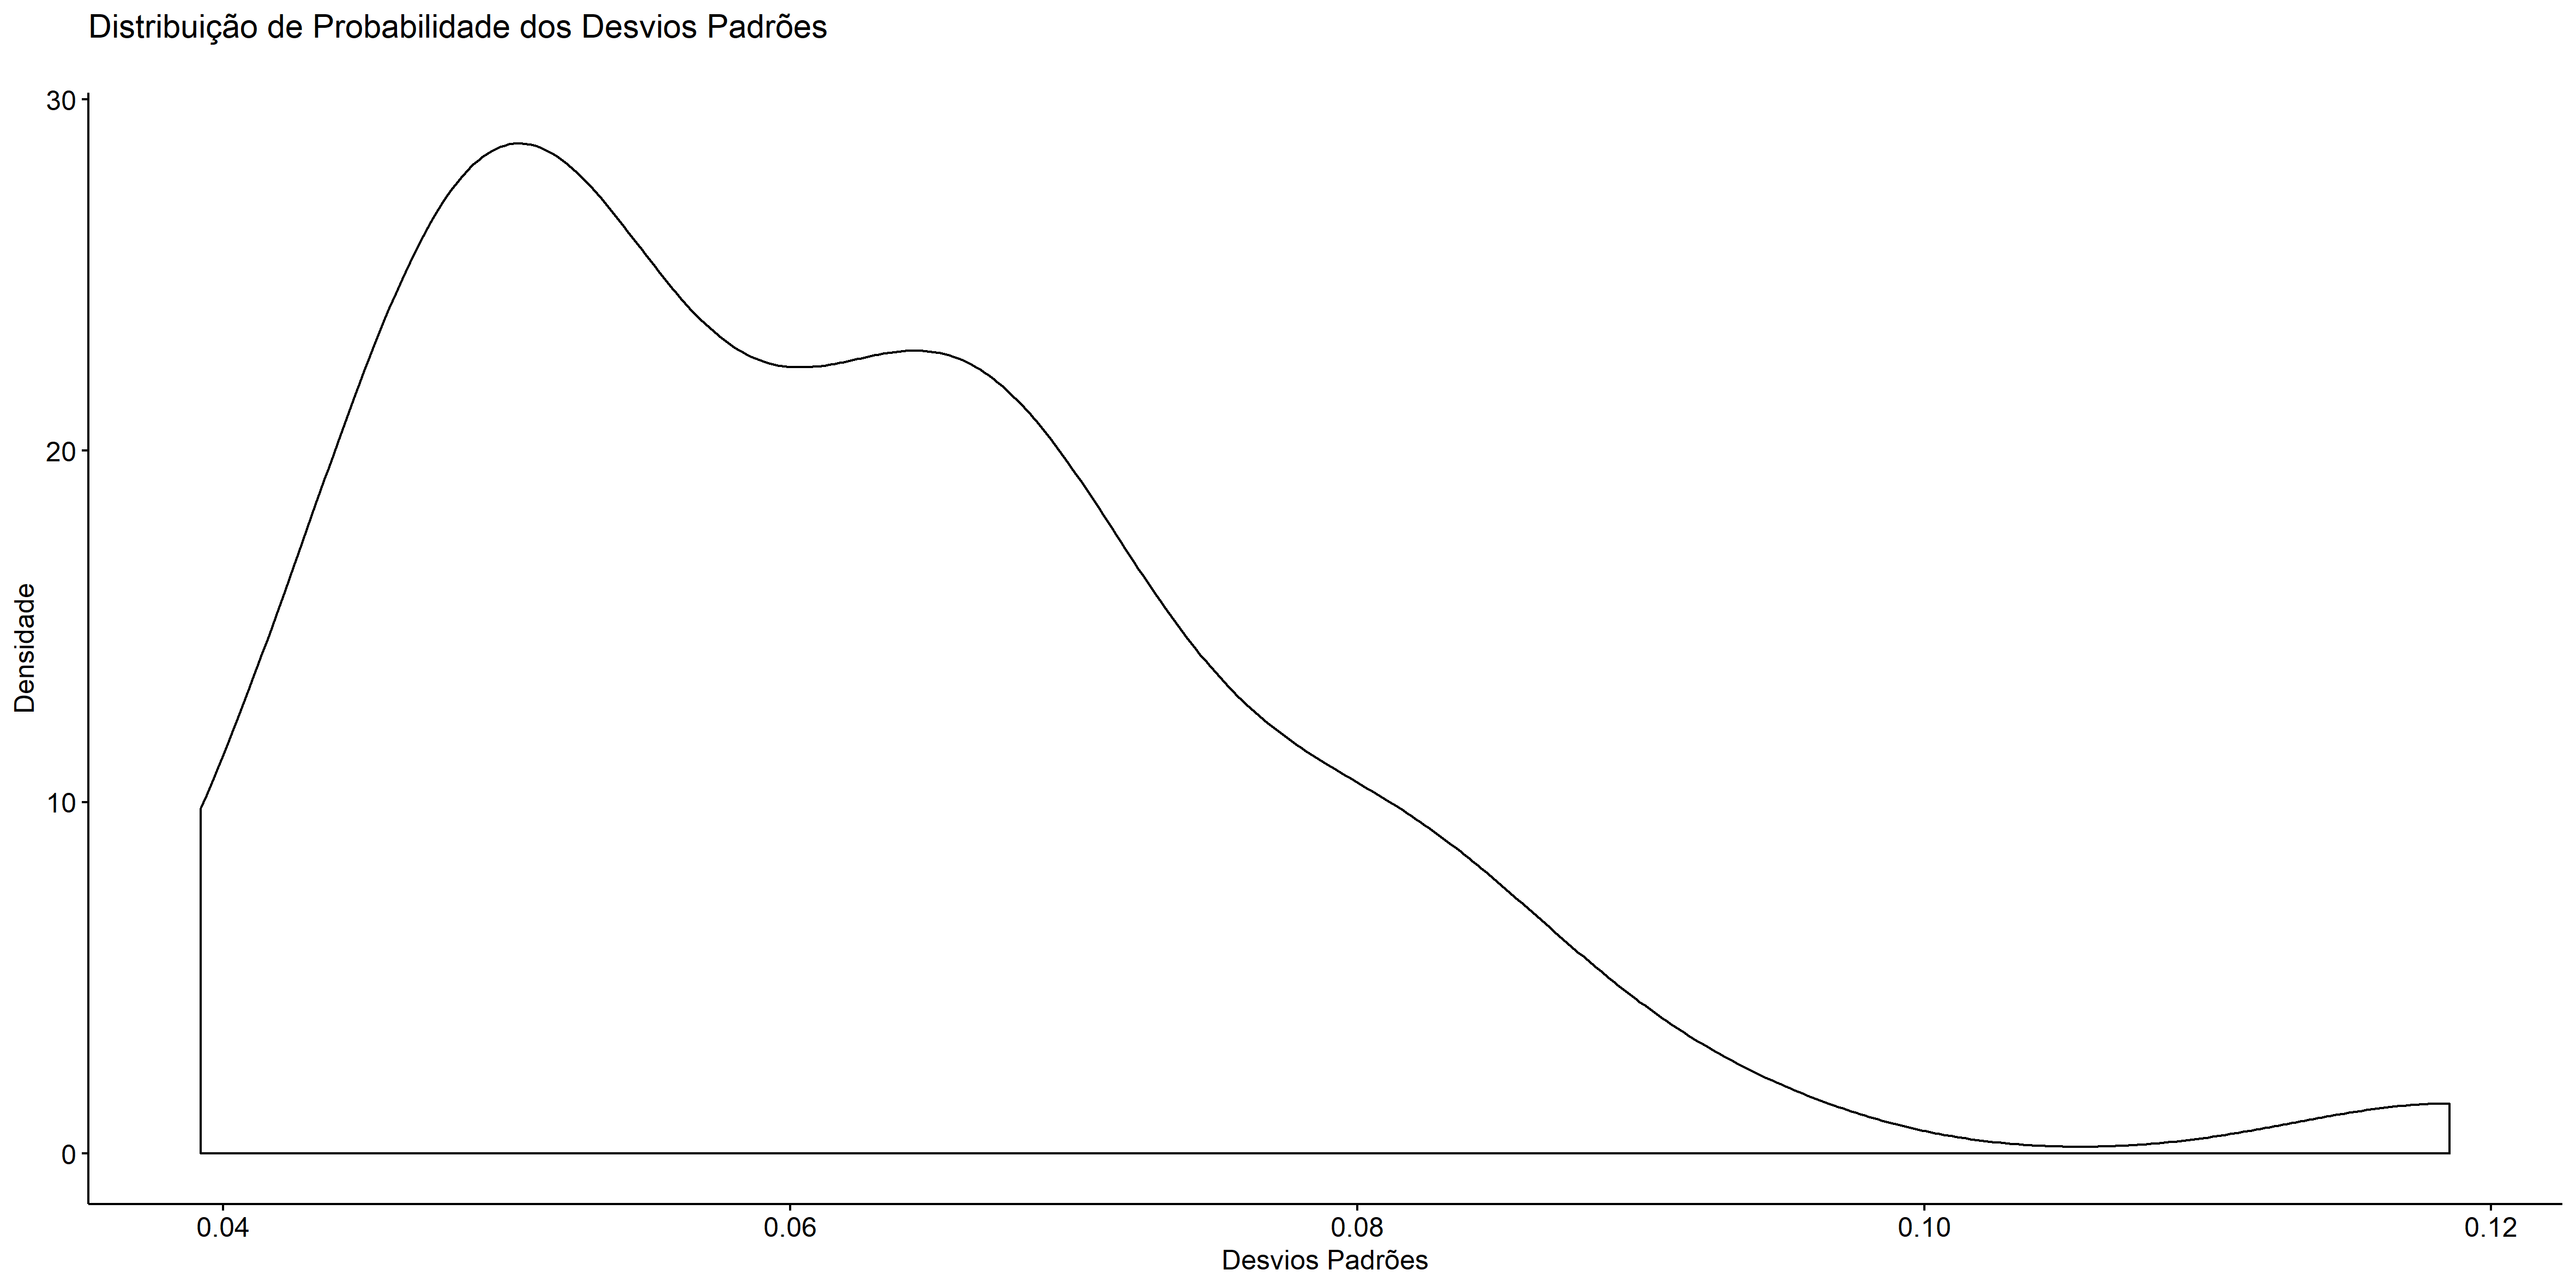 Distribuição de Probabilidade dos Desvios Padrões
30
20
10
0
Densidade
0.04 0.06 0.08 0.10 0.12
Desvios Padrões